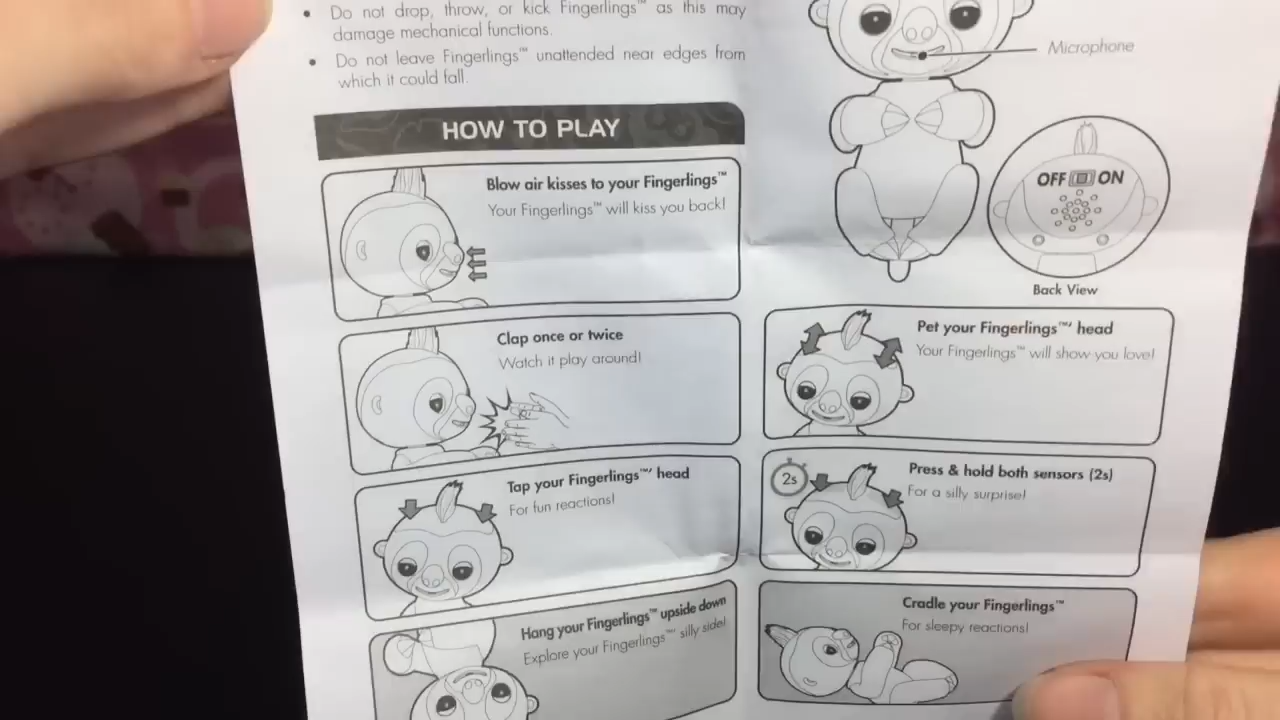 • Do not drop, throw, or kick Fingerlings™ as this may
damage mechanical functions.
• Do not leave Fingerlings™ unattended near edges from
which it could fall.
HOW TO PLAY
Blow air kisses to your Fingerlings™
Your Fingerlings™ will kiss you back!
Clap once or twice
Watch it play around!
Tap your Fingerlings™' head
For fun reactions!
Hang your Fingerlings™ upside down
Explore your Fingerlings™' silly side!
Microphone
OFF ON
Back View
Pet your Fingerlings™' head
Your Fingerlings™ will show you love!
2s
Press & hold both sensors (2s)
For a silly surprise!
Cradle your Fingerlings™
For sleepy reactions!